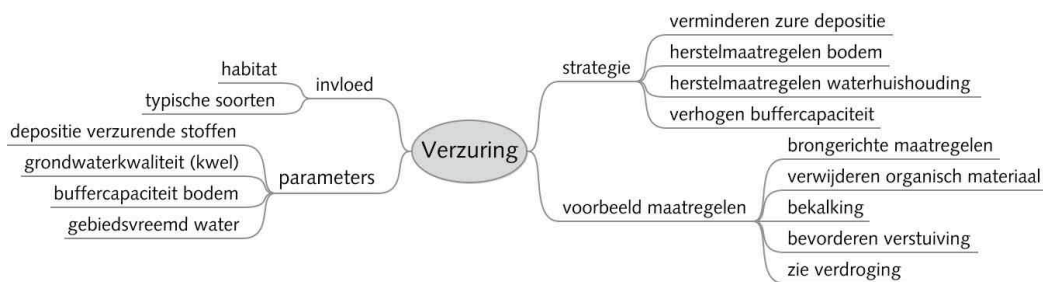 verminderen zure depositie
herstelmaatregelen bodem
strategie
herstelmaatregelen waterhuishouding
verhogen buffercapaciteit
habitat
invloed
typische soorten
Verzuring
depositie verzurende stoffen
grondwaterkwaliteit (kwel)
parameters
buffercapaciteit bodem
gebiedsvreemd water
brongerichte maatregelen
verwijderen organisch materiaal
voorbeeld maatregelen
bekalking
bevorderen verstuiving
zie verdroging